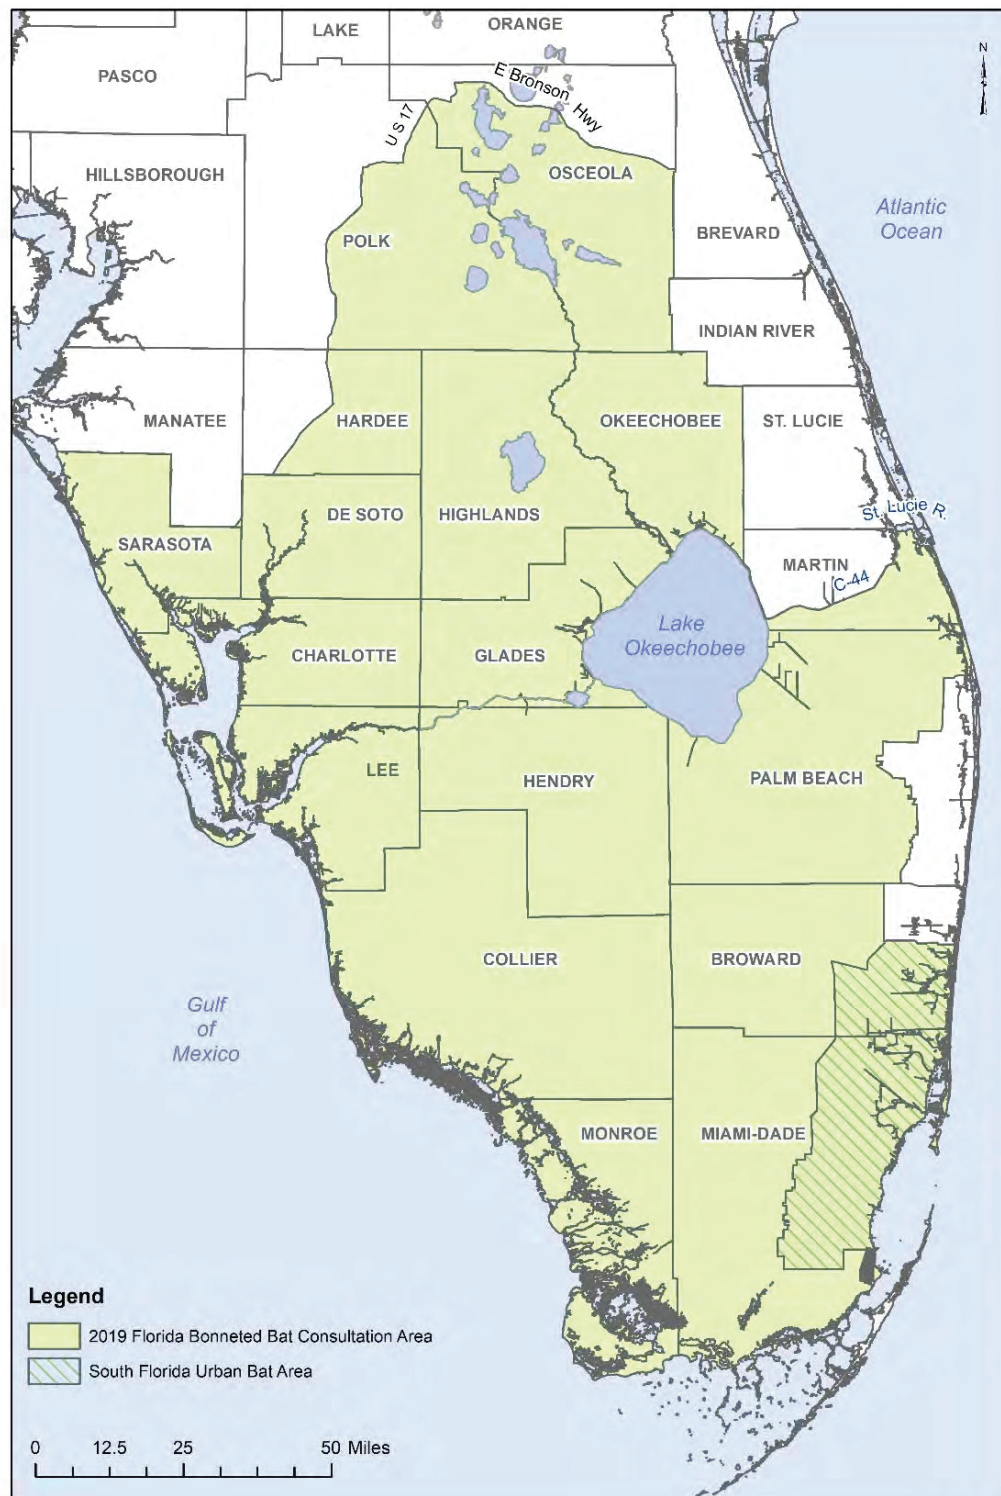 ORANGE
LAKE
N
PASCO
E Bronson Hwy
U S 17
HILLSBOROUGH
OSCEOLA
Atlantic
Ocean
POLK
BREVARD
INDIAN RIVER
MANATEE
HARDEE
OKEECHOBEE
ST. LUCIE
St. Lucie R.
DE SOTO
HIGHLANDS
SARASOTA
MARTIN
C-44
Lake
Okeechobee
CHARLOTTE
GLADES
LEE
HENDRY
PALM BEACH
COLLIER
BROWARD
Gulf
of
Mexico
MONROE
MIAMI-DADE
Legend
2019 Florida Bonneted Bat Consultation Area
South Florida Urban Bat Area
0 12.5 25 50 Miles